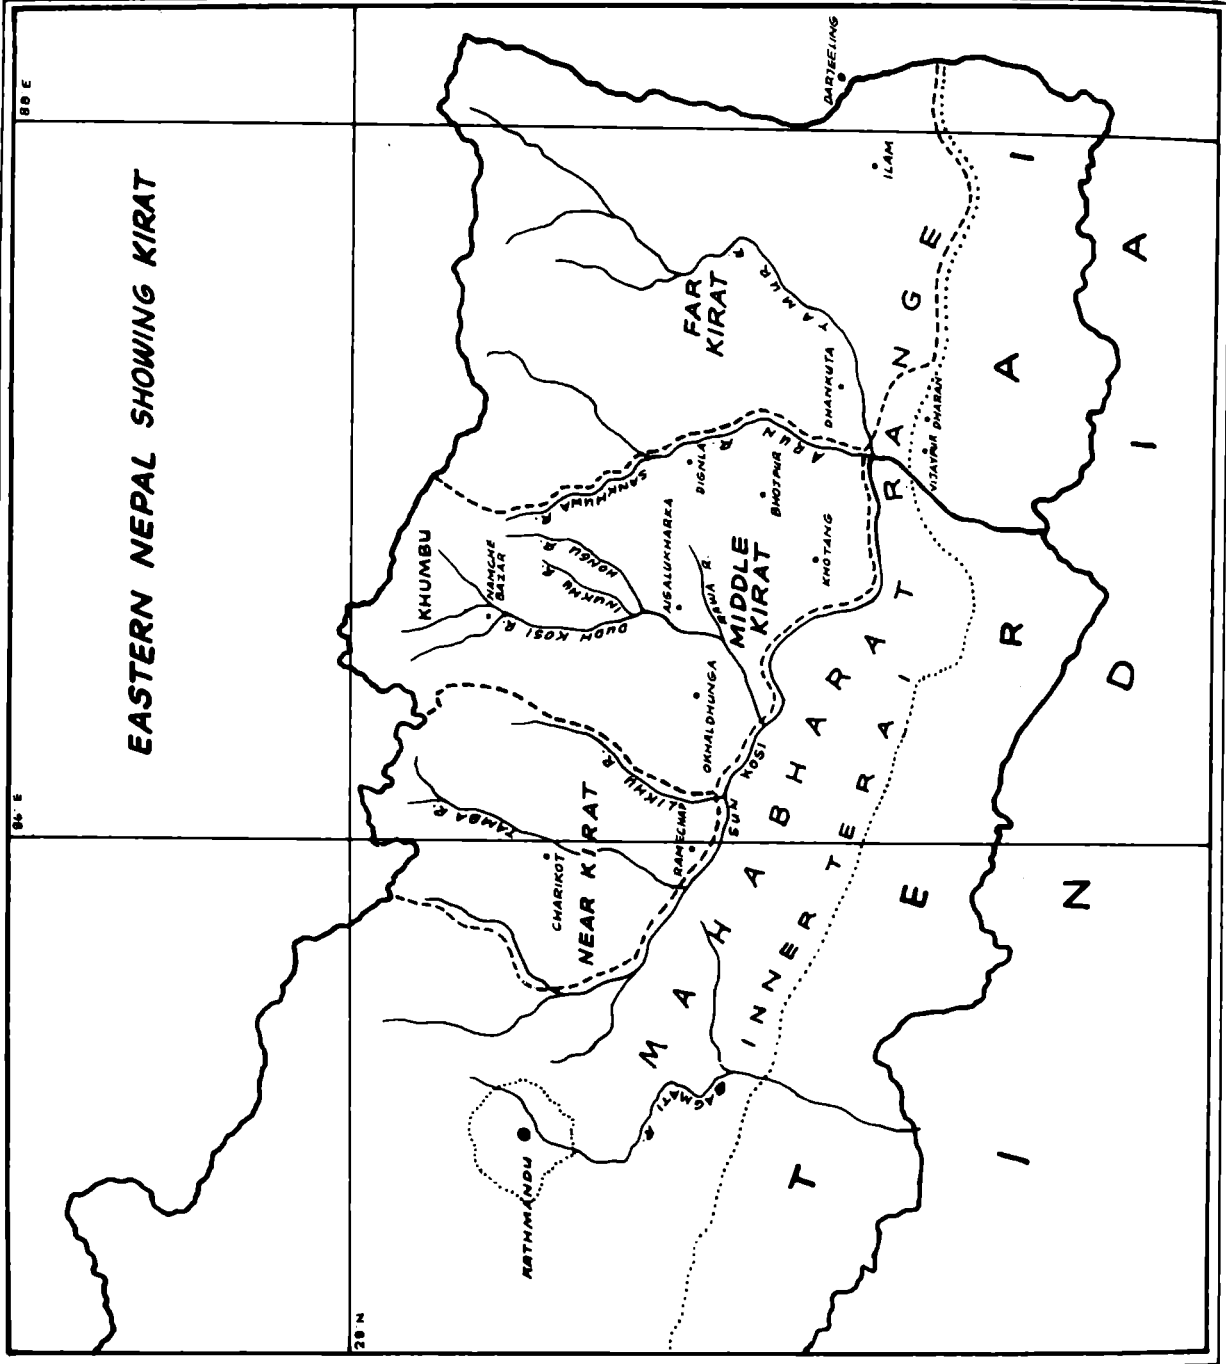 EASTERN NEPAL SHOWING KIRAT
86° E
88 E
28° N
KHUMBU
NAMCHE
BAZAR
DUDH KOSI R.
INUKHU R.
HONGU R.
SANKHUWA R.
TAMBA R.
LIKHU R.
CHARIKOT
NEAR KIRAT
RAMECHAP
OKHALDHUNGA
AISALUKHARKA
RAWA R.
MIDDLE
KIRAT
DIGNLA
BHOJPUR
ARUN R.
KHOTANG
FAR
KIRAT
TAMUR R.
DHANKUTA
DARJEELING
ILAM
KATHMANDU
BAGMATI R.
SUN KOSI
MAHABHARAT RANGE
VIJAYPUR
DHARAN
INNER TERAI
TERAI
INDIA